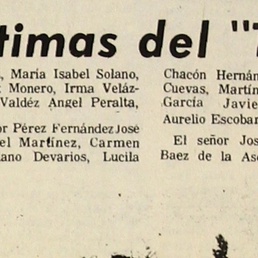 timas del "
María Isabel Solano,
Monero, Irma Veláz-
Valdéz Angel Peralta,
or Pérez Fernández José
el Martínez, Carmen
ano Devarios, Lucila
Chacón Hernán
Cuevas, Martín
García Javie
Aurelio Escobar
El señor Jos
Baez de la Aso